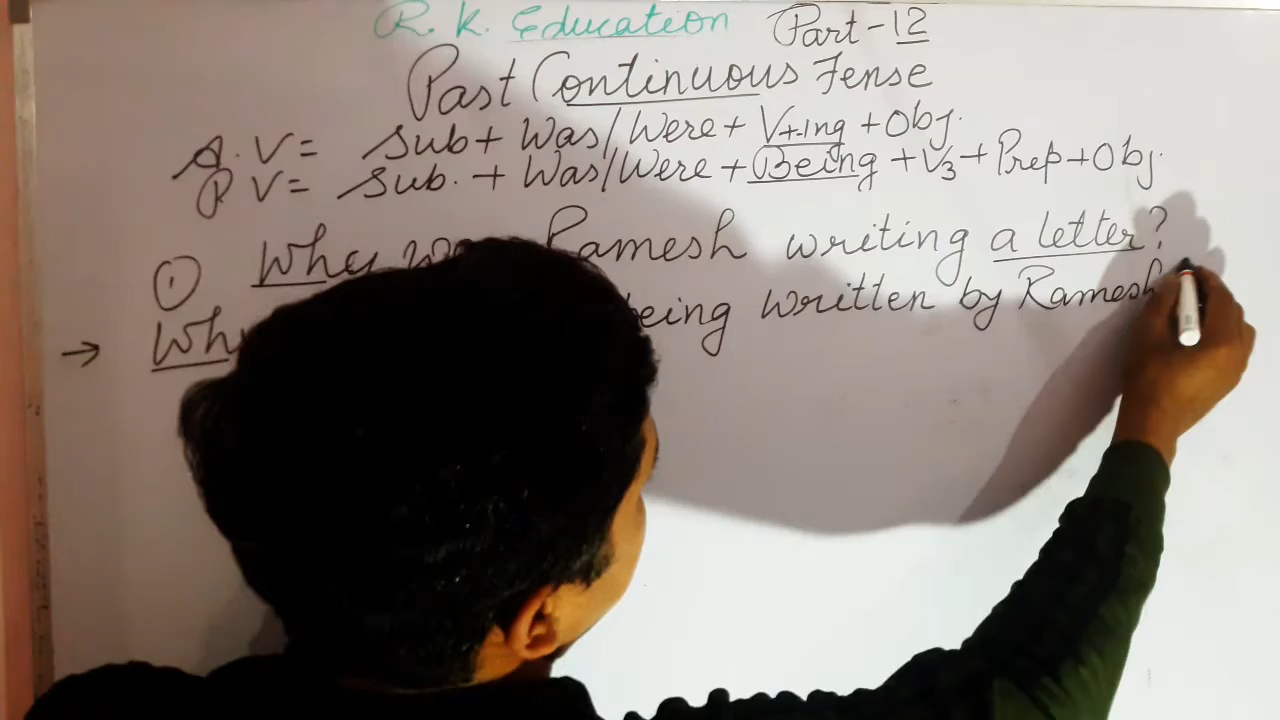 R. K. Education Part-12
Past Continuous Tense
A. V = Sub + Was/Were + V+ing + Obj.
P V = Sub. + Was/Were + Being + V3 + Prep + Obj.
① Why Ramesh writing a letter?
→ Why being written by Ramesh